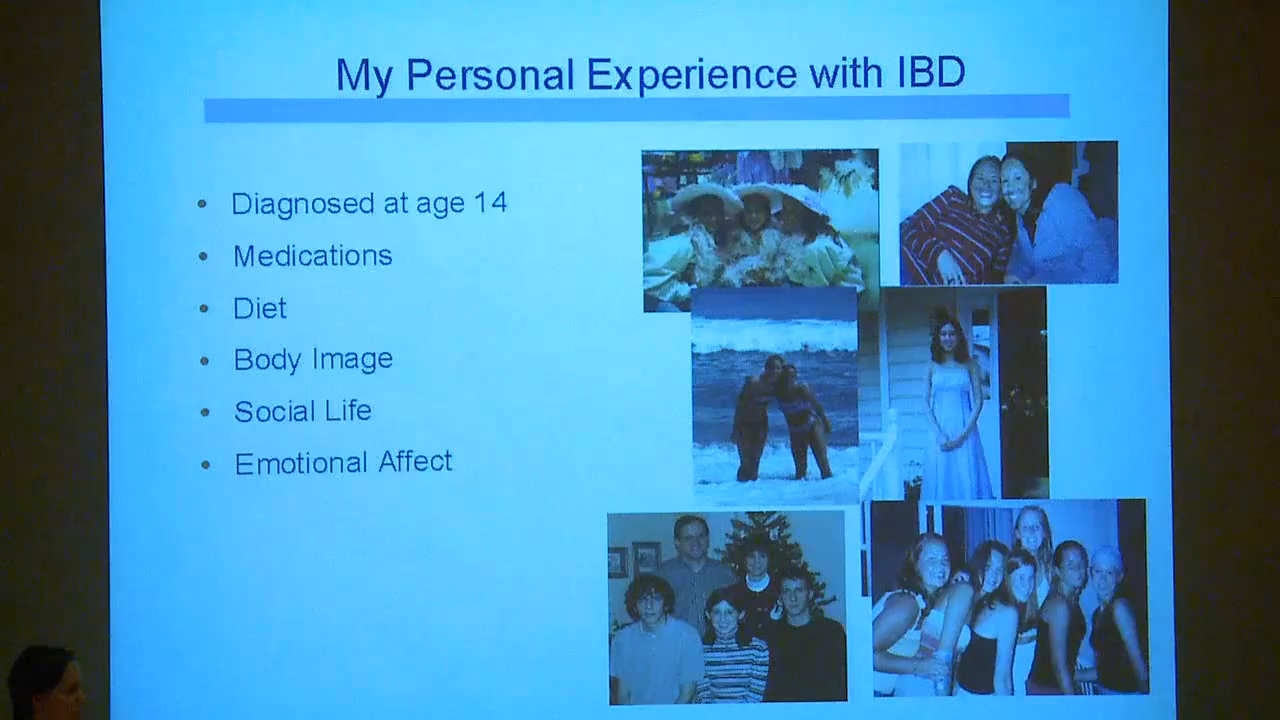 My Personal Experience with IBD
• Diagnosed at age 14
• Medications
• Diet
• Body Image
• Social Life
• Emotional Affect